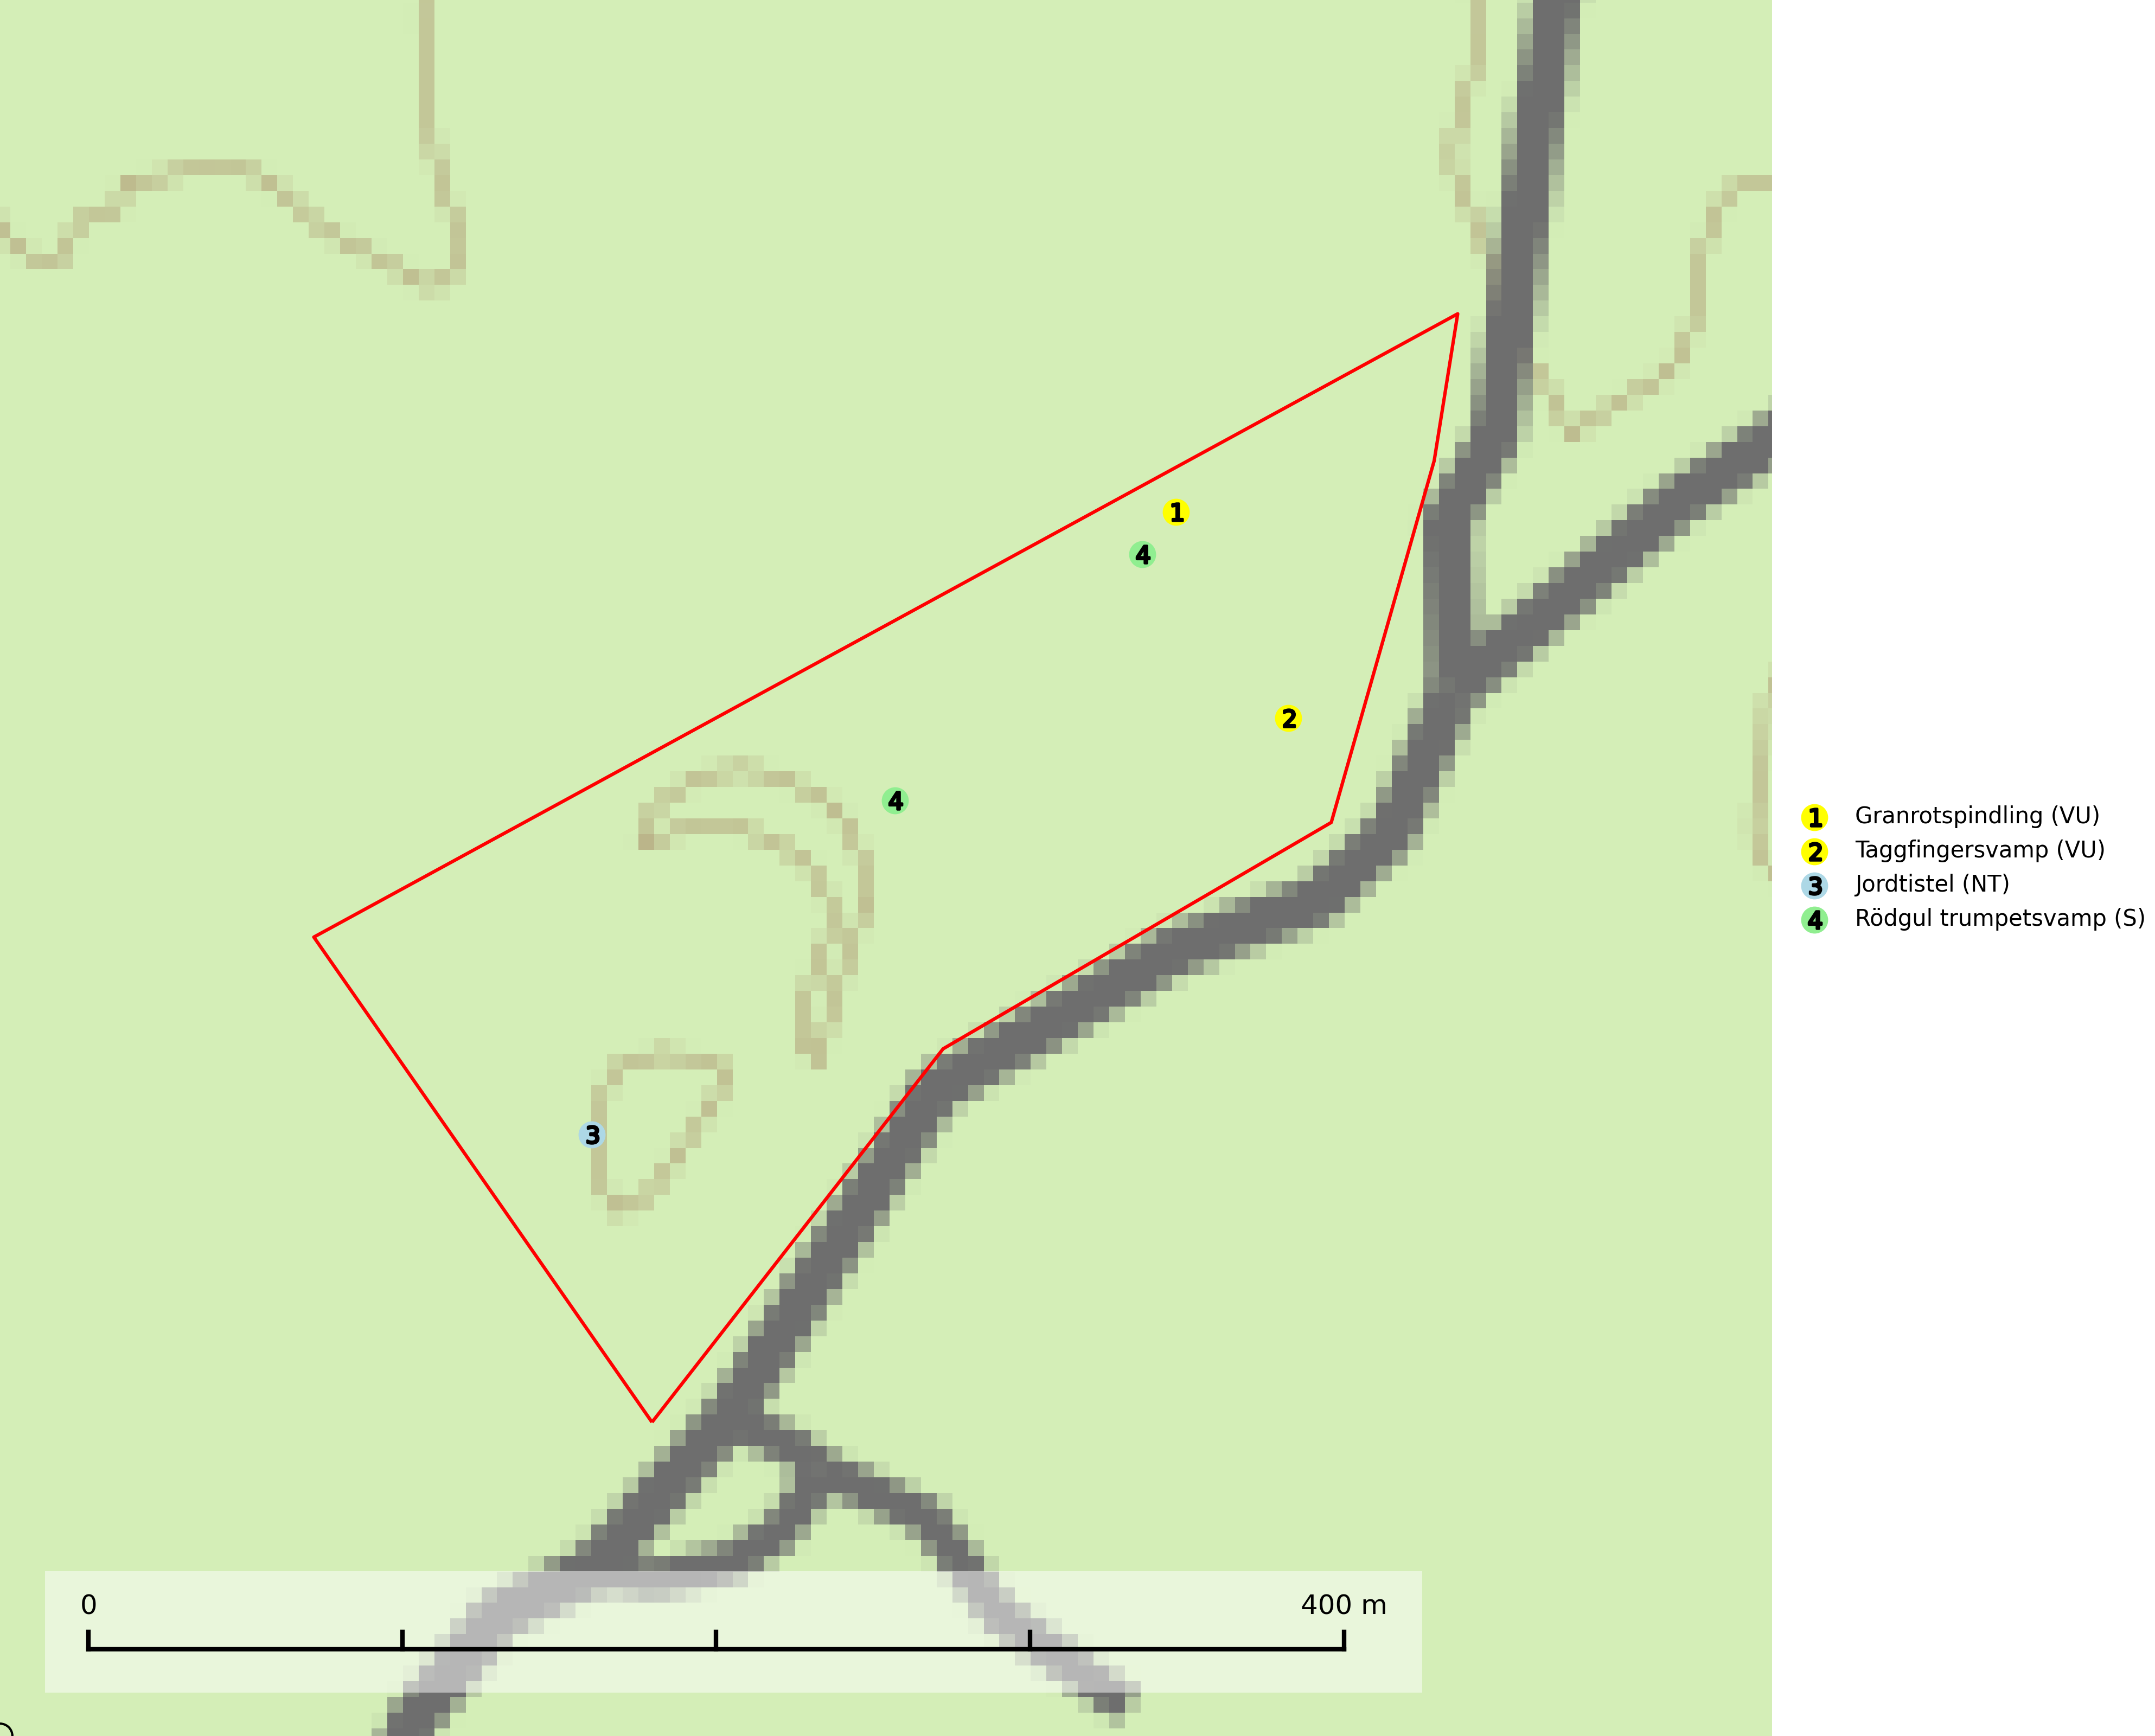 1
4
2
4
3
1 Granrotspindling (VU)
2 Taggfingersvamp (VU)
3 Jordtistel (NT)
4 Rödgul trumpetsvamp (S)
0 400 m